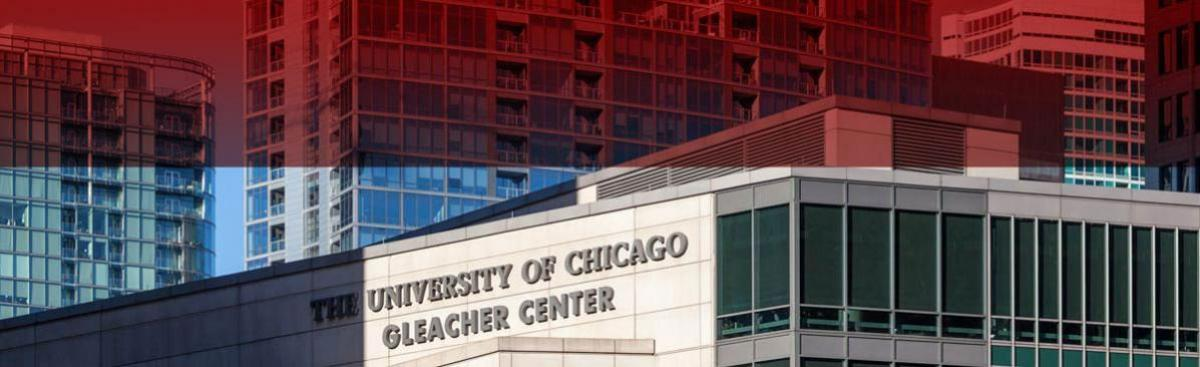 THE UNIVERSITY OF CHICAGO
GLEACHER CENTER